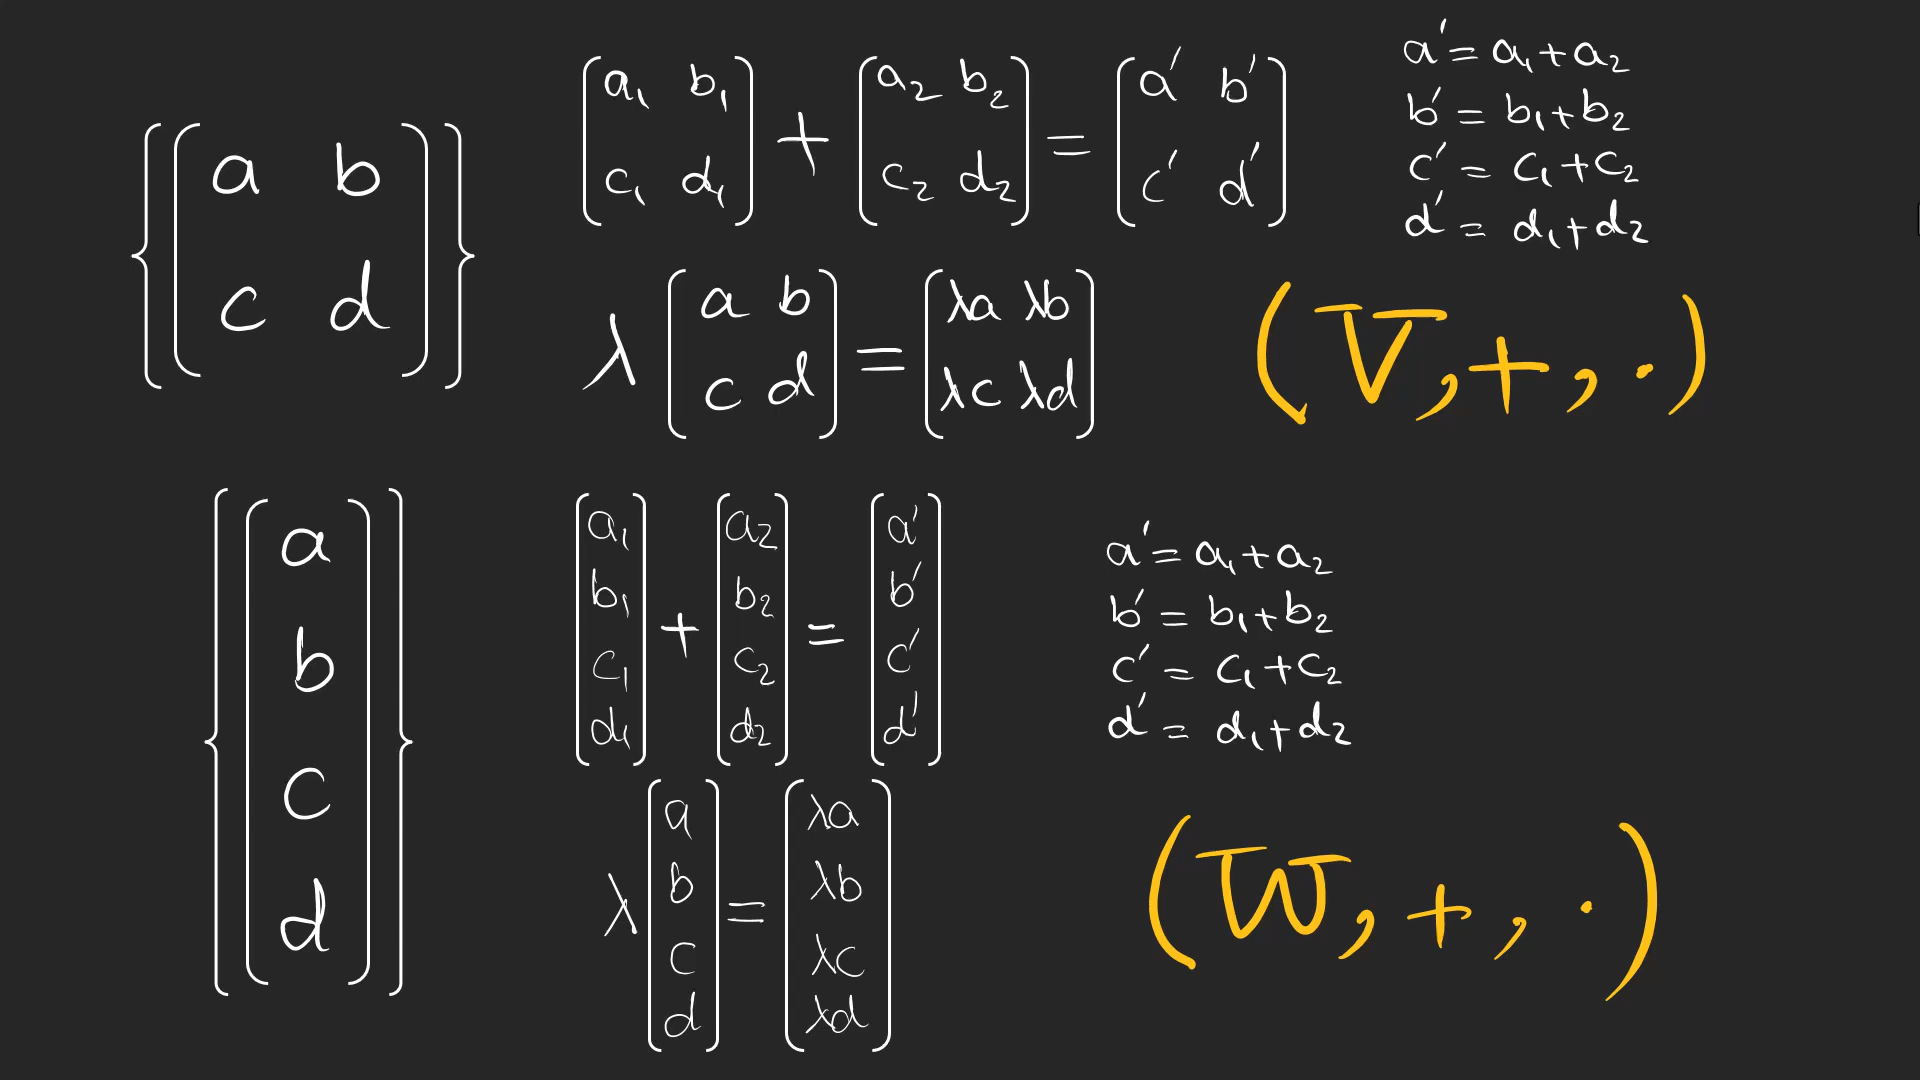 {[a b
c d]}
[a₁ b₁
c₁ d₁] + [a₂ b₂
c₂ d₂] = [a′ b′
c′ d′]
a′ = a₁+a₂
b′ = b₁+b₂
c′ = c₁+c₂
d′ = d₁+d₂
λ [a b
c d] = [λa λb
λc λd]
(V,+,·)
{[a
b
c
d]}
[a₁
b₁
c₁
d₁] + [a₂
b₂
c₂
d₂] = [a′
b′
c′
d′]
a′ = a₁+a₂
b′ = b₁+b₂
c′ = c₁+c₂
d′ = d₁+d₂
λ [a
b
c
d] = [λa
λb
λc
λd]
(W,+,·)